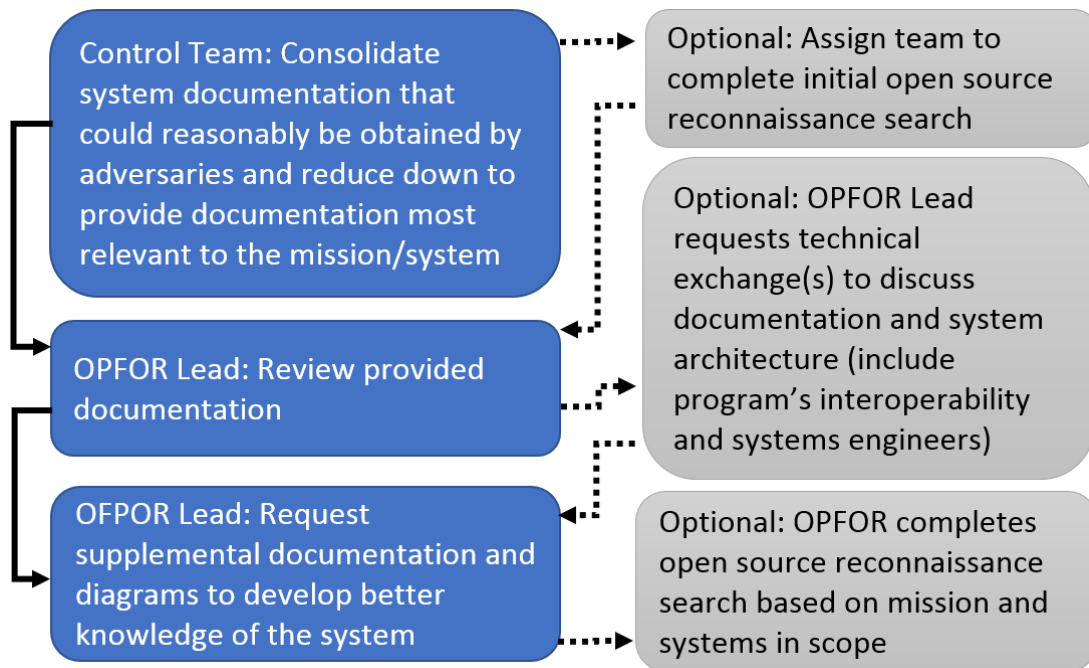 Control Team: Consolidate
system documentation that
could reasonably be obtained by
adversaries and reduce down to
provide documentation most
relevant to the mission/system
Optional: Assign team to
complete initial open source
reconnaissance search
OPFOR Lead: Review provided
documentation
Optional: OPFOR Lead
requests technical
exchange(s) to discuss
documentation and system
architecture (include
program's interoperability
and systems engineers)
OFPOR Lead: Request
supplemental documentation and
diagrams to develop better
knowledge of the system
Optional: OPFOR completes
open source reconnaissance
search based on mission and
systems in scope